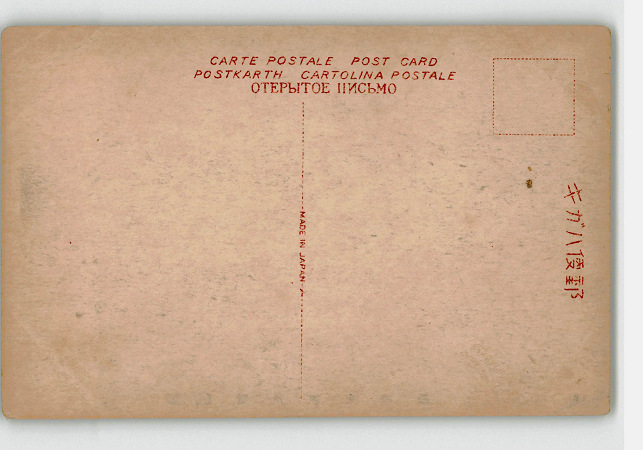 CARTE POSTALE POST CARD
POSTKARTH CARTOLINA POSTALE
ОТЕРЫТОЕ ПИСЬМО
MADE IN JAPAN
キガハ便郵